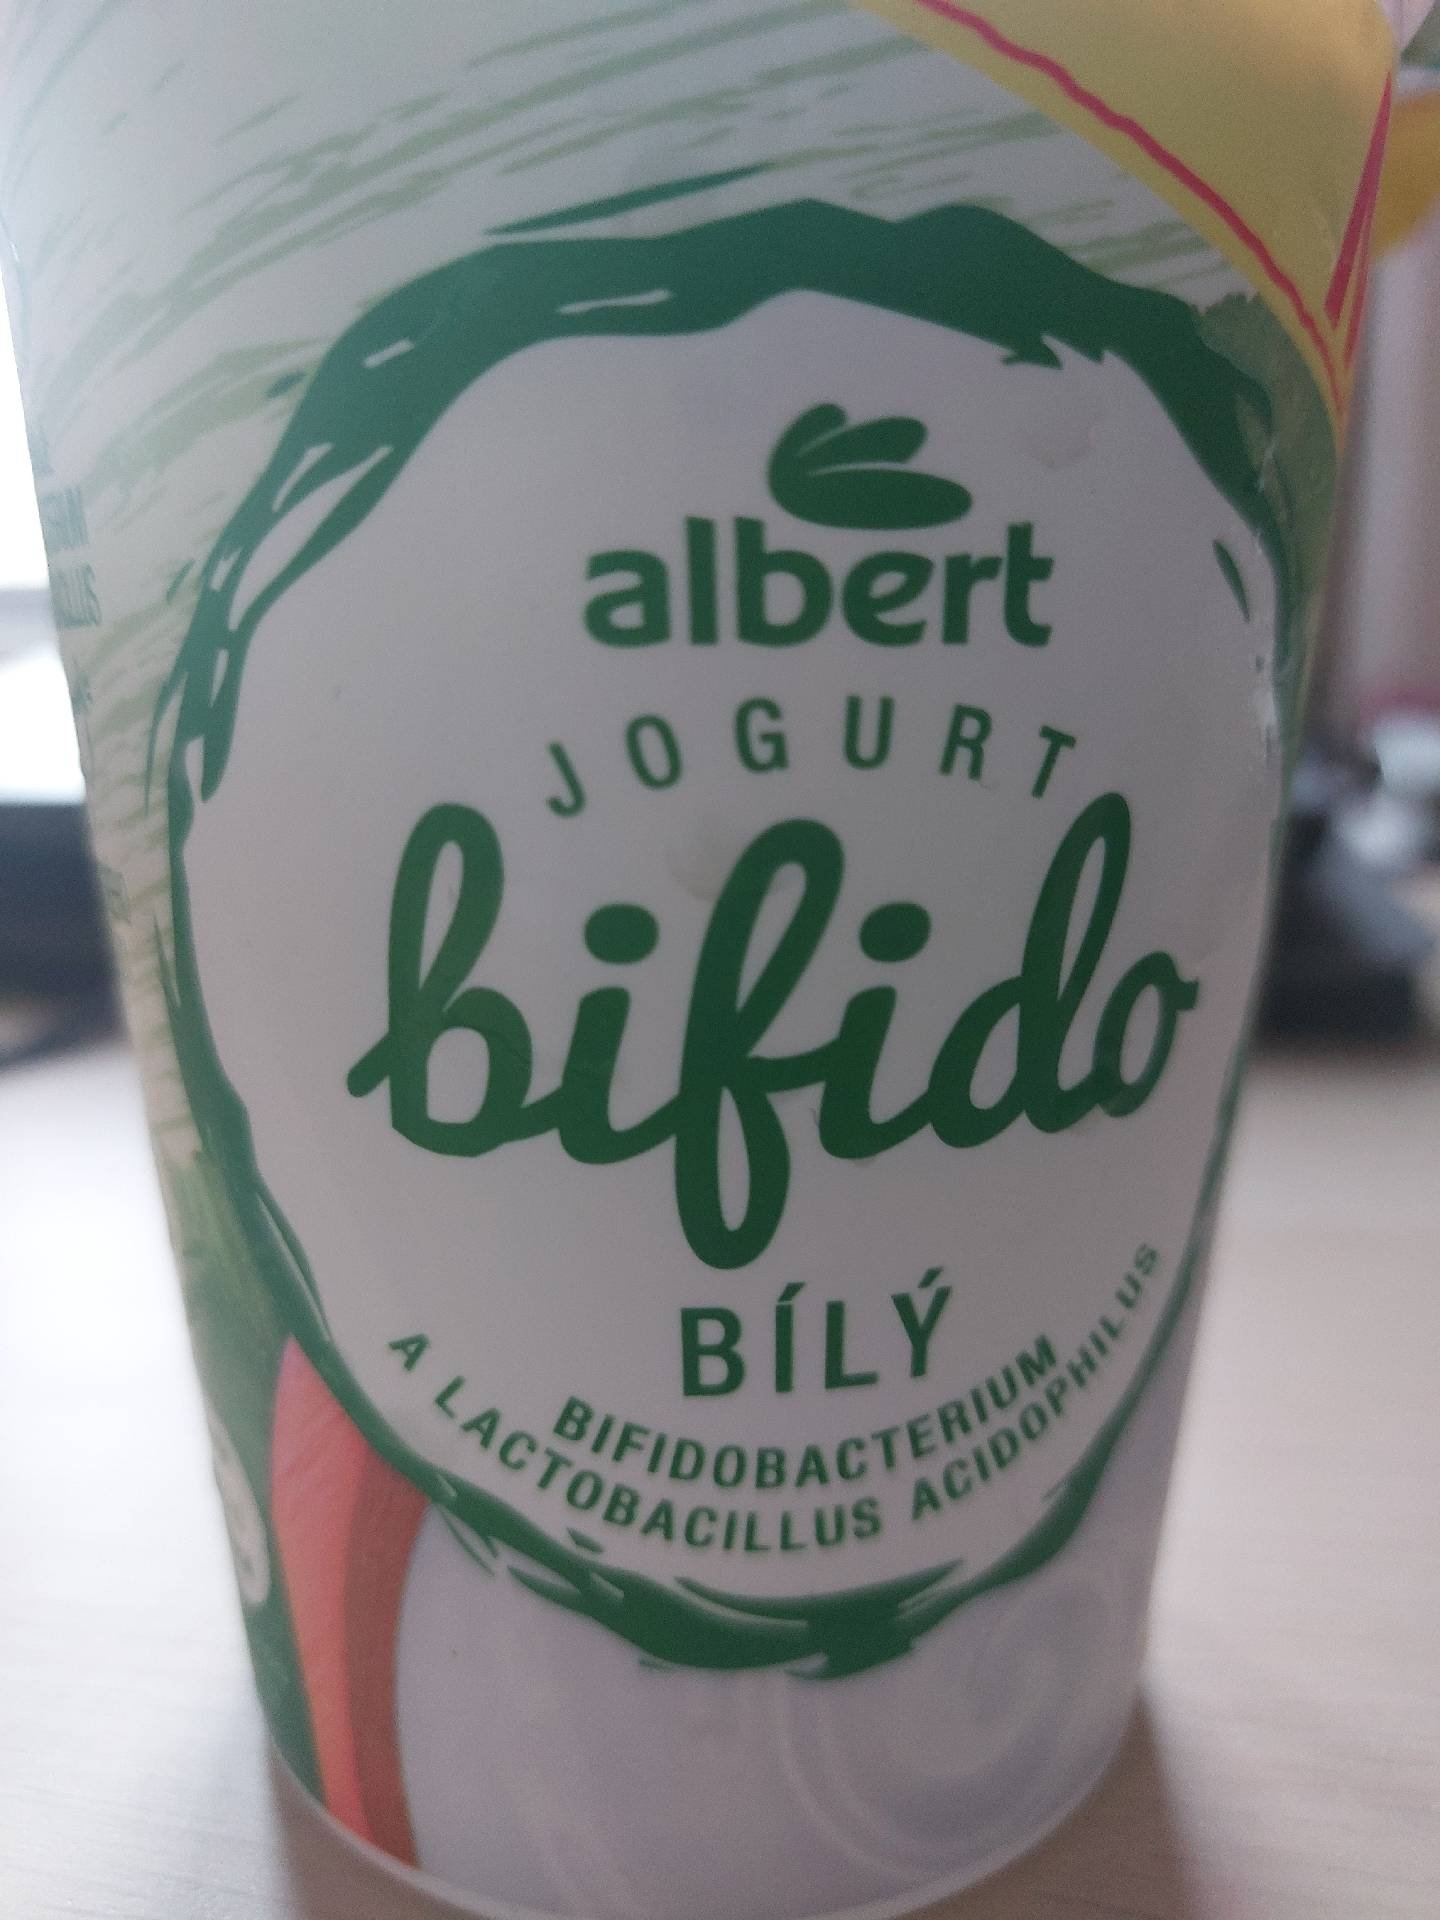 albert
JOGURT
bifido
BÍLÝ
BIFIDOBACTERIUM
A LACTOBACILLUS ACIDOPHILUS